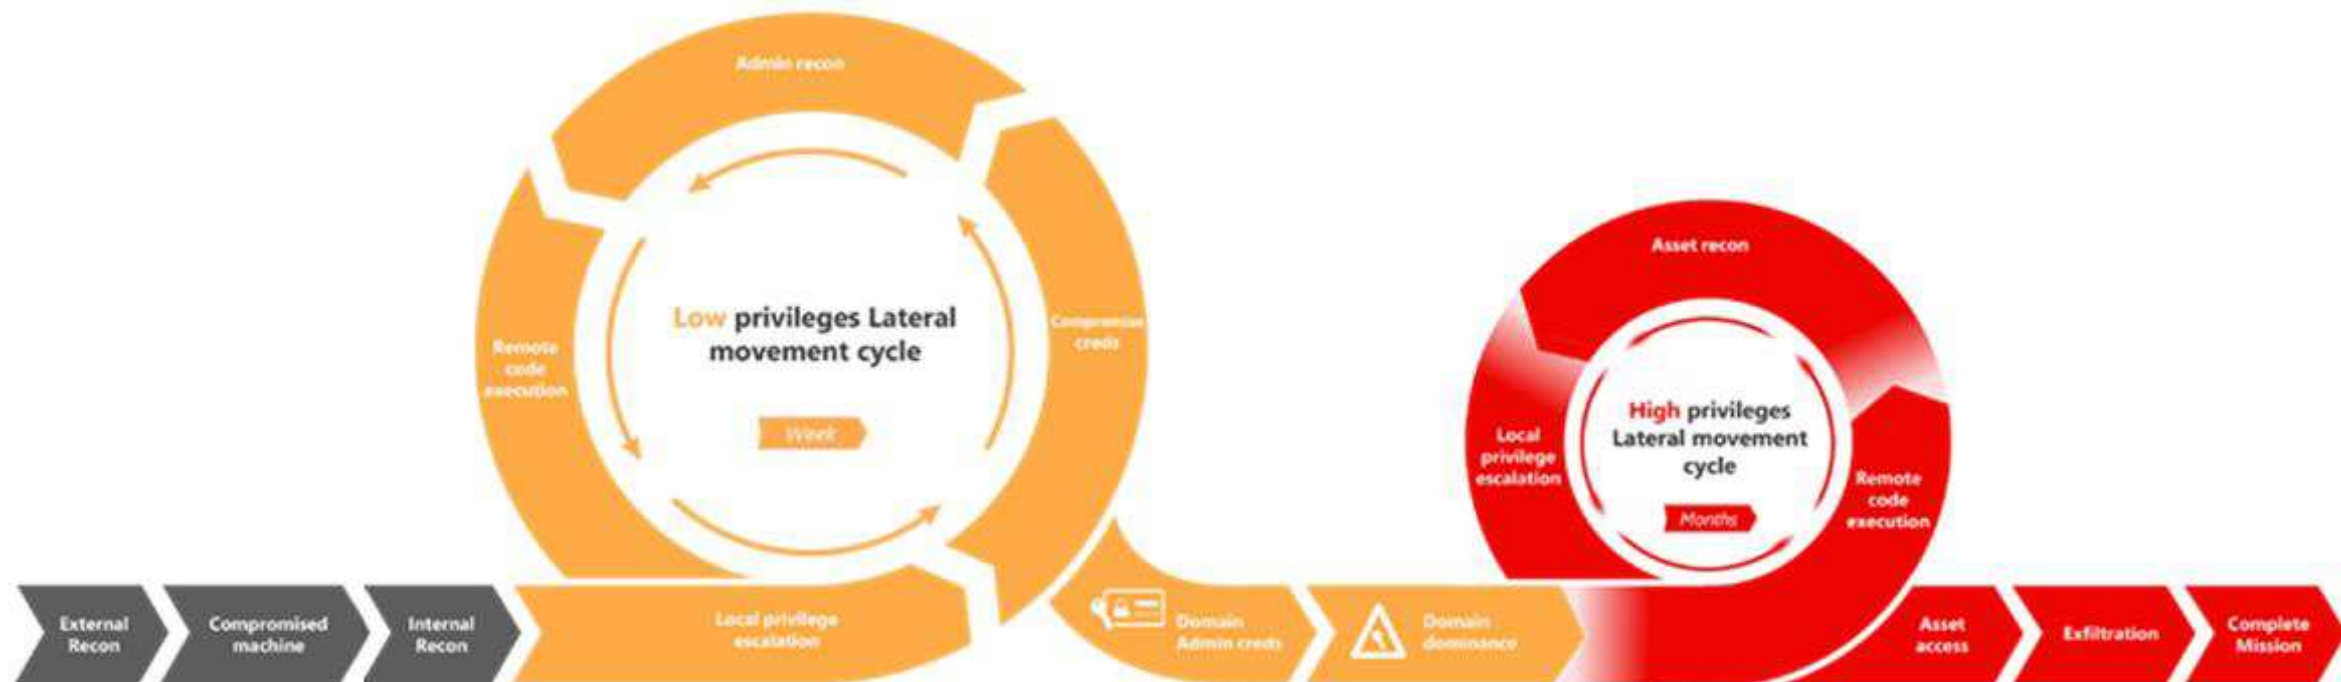 Admin recon
Compromise
creds
Remote
code
execution
Low privileges Lateral
movement cycle
Week
External
Recon
Compromised
machine
Internal
Recon
Local privilege
escalation
Domain
Admin creds
Domain
dominance
Asset recon
Local
privilege
escalation
High privileges
Lateral movement
cycle
Months
Remote
code
execution
Asset
access
Exfiltration
Complete
Mission